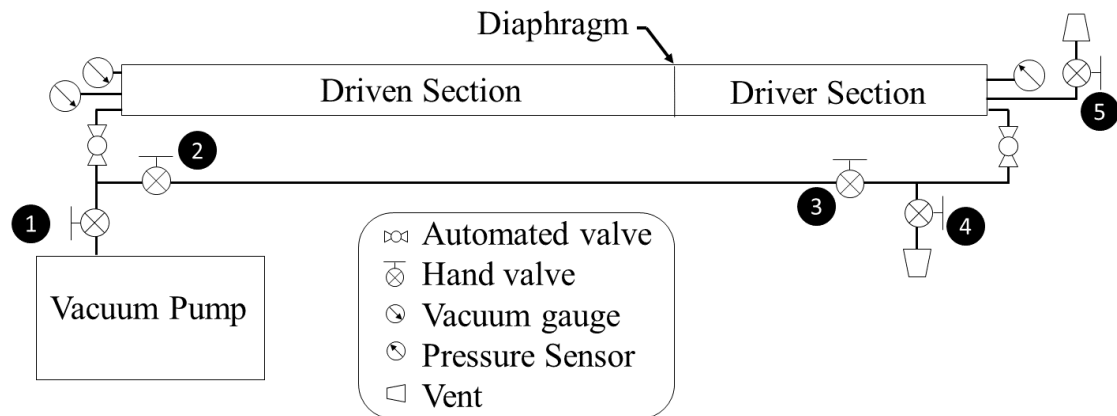 Diaphragm
Driven Section
Driver Section
5
2
1
3
4
Automated valve
Hand valve
Vacuum gauge
Pressure Sensor
Vent
Vacuum Pump